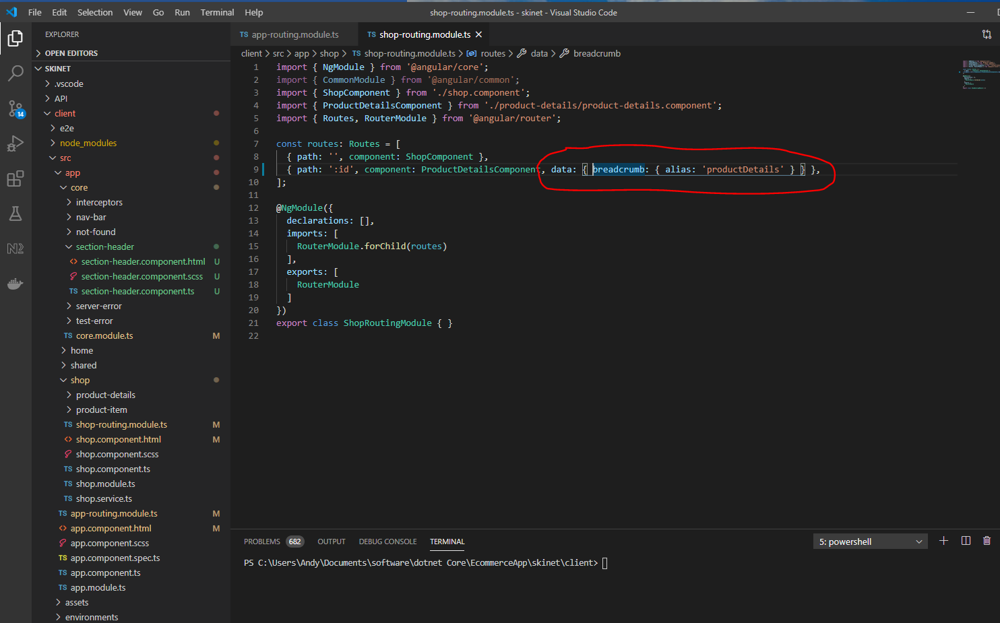 File Edit Selection View Go Run Terminal Help shop-routing.module.ts - skinet - Visual Studio Code
EXPLORER
OPEN EDITORS
SKINET
.vscode
API
client
e2e
node_modules
src
app
core
interceptors
nav-bar
not-found
section-header
section-header.component.html U
section-header.component.scss U
TS section-header.component.ts U
server-error
test-error
TS core.module.ts M
home
shared
shop
product-details
product-item
TS shop-routing.module.ts M
shop.component.html M
shop.component.scss
TS shop.component.ts
TS shop.module.ts
TS shop.service.ts
TS app-routing.module.ts M
app.component.html M
app.component.scss
TS app.component.spec.ts
TS app.component.ts
TS app.module.ts
assets
environments
14
TS app-routing.module.ts TS shop-routing.module.ts
client > src > app > shop > TS shop-routing.module.ts > routes > data > breadcrumb
1 import { NgModule } from '@angular/core';
2 import { CommonModule } from '@angular/common';
3 import { ShopComponent } from './shop.component';
4 import { ProductDetailsComponent } from './product-details/product-details.component';
5 import { Routes, RouterModule } from '@angular/router';
6
7 const routes: Routes = [
8 { path: '', component: ShopComponent },
9 { path: ':id', component: ProductDetailsComponent, data: { breadcrumb: { alias: 'productDetails' } } },
10 ];
11
12 @NgModule({
13 declarations: [],
14 imports: [
15 RouterModule.forChild(routes)
16 ],
17 exports: [
18 RouterModule
19 ]
20 })
21 export class ShopRoutingModule { }
22
PROBLEMS 682 OUTPUT DEBUG CONSOLE TERMINAL 5: powershell
PS C:\Users\Andy\Documents\software\dotnet Core\EcommerceApp\skinet\client>